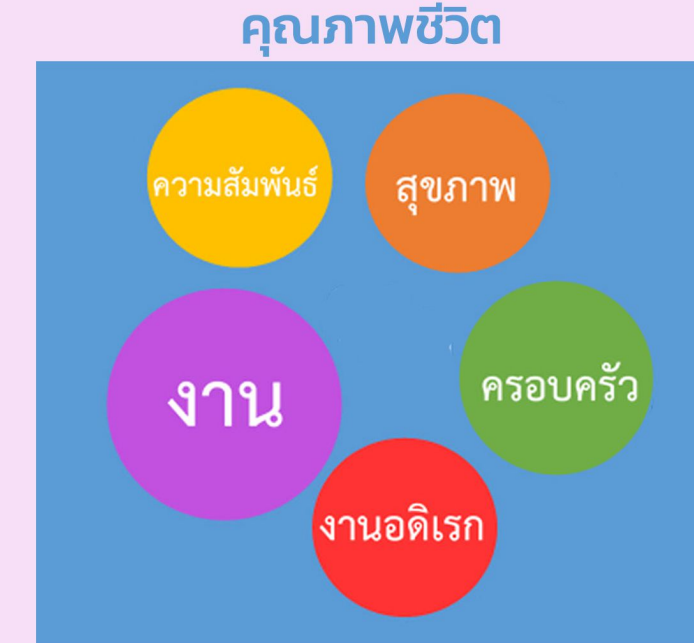 คุณภาพชีวิต
ความสัมพันธ์
สุขภาพ
งาน
ครอบครัว
งานอดิเรก